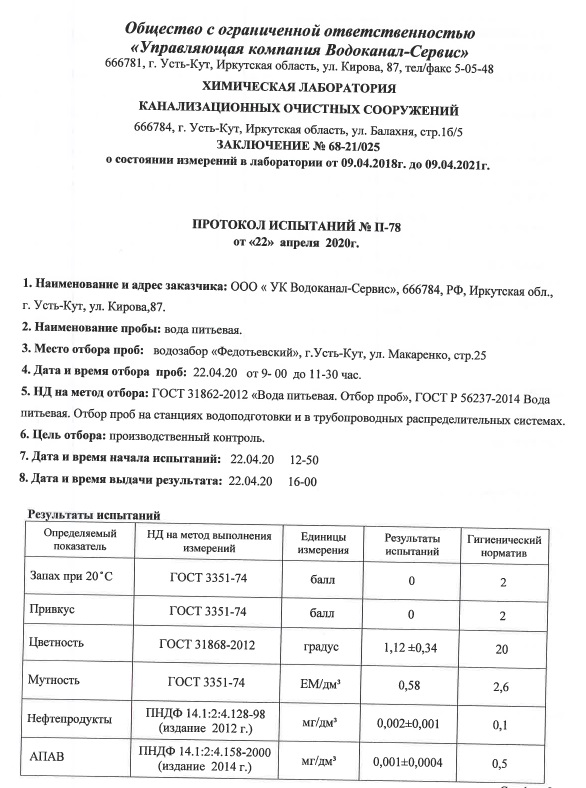 Общество с ограниченной ответственностью
«Управляющая компания Водоканал-Сервис»
666781, г. Усть-Кут, Иркутская область, ул. Кирова, 87, тел/факс 5-05-48
ХИМИЧЕСКАЯ ЛАБОРАТОРИЯ
КАНАЛИЗАЦИОННЫХ ОЧИСТНЫХ СООРУЖЕНИЙ
666784, г. Усть-Кут, Иркутская область, ул. Балахня, стр.1б/5
ЗАКЛЮЧЕНИЕ № 68-21/025
о состоянии измерений в лаборатории от 09.04.2018г. до 09.04.2021г.
ПРОТОКОЛ ИСПЫТАНИЙ № П-78
от «22» апреля 2020г.
1. Наименование и адрес заказчика: ООО « УК Водоканал-Сервис», 666784, РФ, Иркутская обл.,
г. Усть-Кут, ул. Кирова,87.
2. Наименование пробы: вода питьевая.
3. Место отбора проб: водозабор «Федотьевский», г.Усть-Кут, ул. Макаренко, стр.25
4. Дата и время отбора проб: 22.04.20 от 9- 00 до 11-30 час.
5. НД на метод отбора: ГОСТ 31862-2012 «Вода питьевая. Отбор проб», ГОСТ Р 56237-2014 Вода
питьевая. Отбор проб на станциях водоподготовки и в трубопроводных распределительных системах.
6. Цель отбора: производственный контроль.
7. Дата и время начала испытаний: 22.04.20 12-50
8. Дата и время выдачи результата: 22.04.20 16-00
Результаты испытаний
Определяемый показатель НД на метод выполнения измерений Единицы измерения Результаты испытаний Гигиенический норматив
Запах при 20˚С ГОСТ 3351-74 балл 0 2
Привкус ГОСТ 3351-74 балл 0 2
Цветность ГОСТ 31868-2012 градус 1,12 ±0,34 20
Мутность ГОСТ 3351-74 ЕМ/дм³ 0,58 2,6
Нефтепродукты ПНДФ 14.1:2:4.128-98 (издание 2012 г.) мг/дм³ 0,002±0,001 0,1
АПАВ ПНДФ 14.1:2:4.158-2000 (издание 2014 г.) мг/дм³ 0,001±0,0004 0,5